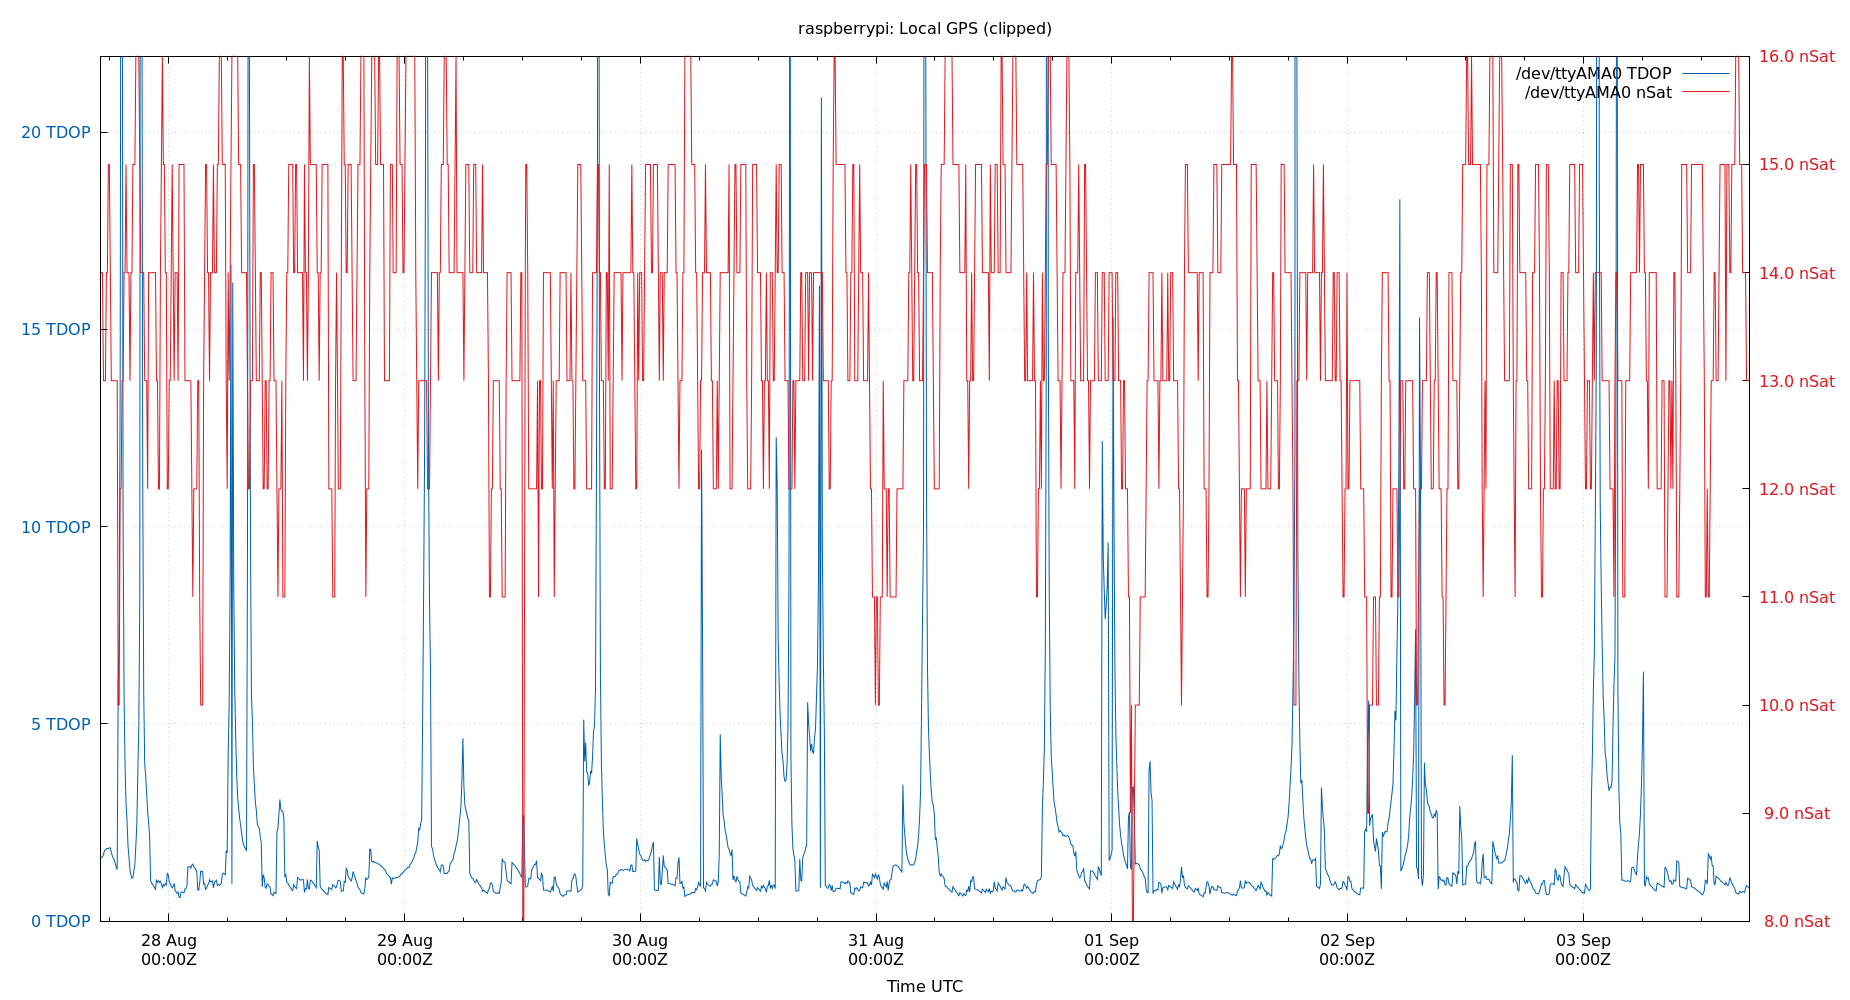 raspberrypi: Local GPS (clipped)
/dev/ttyAMA0 TDOP
/dev/ttyAMA0 nSat
20 TDOP
15 TDOP
10 TDOP
5 TDOP
0 TDOP
16.0 nSat
15.0 nSat
14.0 nSat
13.0 nSat
12.0 nSat
11.0 nSat
10.0 nSat
9.0 nSat
8.0 nSat
28 Aug
00:00Z
29 Aug
00:00Z
30 Aug
00:00Z
31 Aug
00:00Z
01 Sep
00:00Z
02 Sep
00:00Z
03 Sep
00:00Z
Time UTC